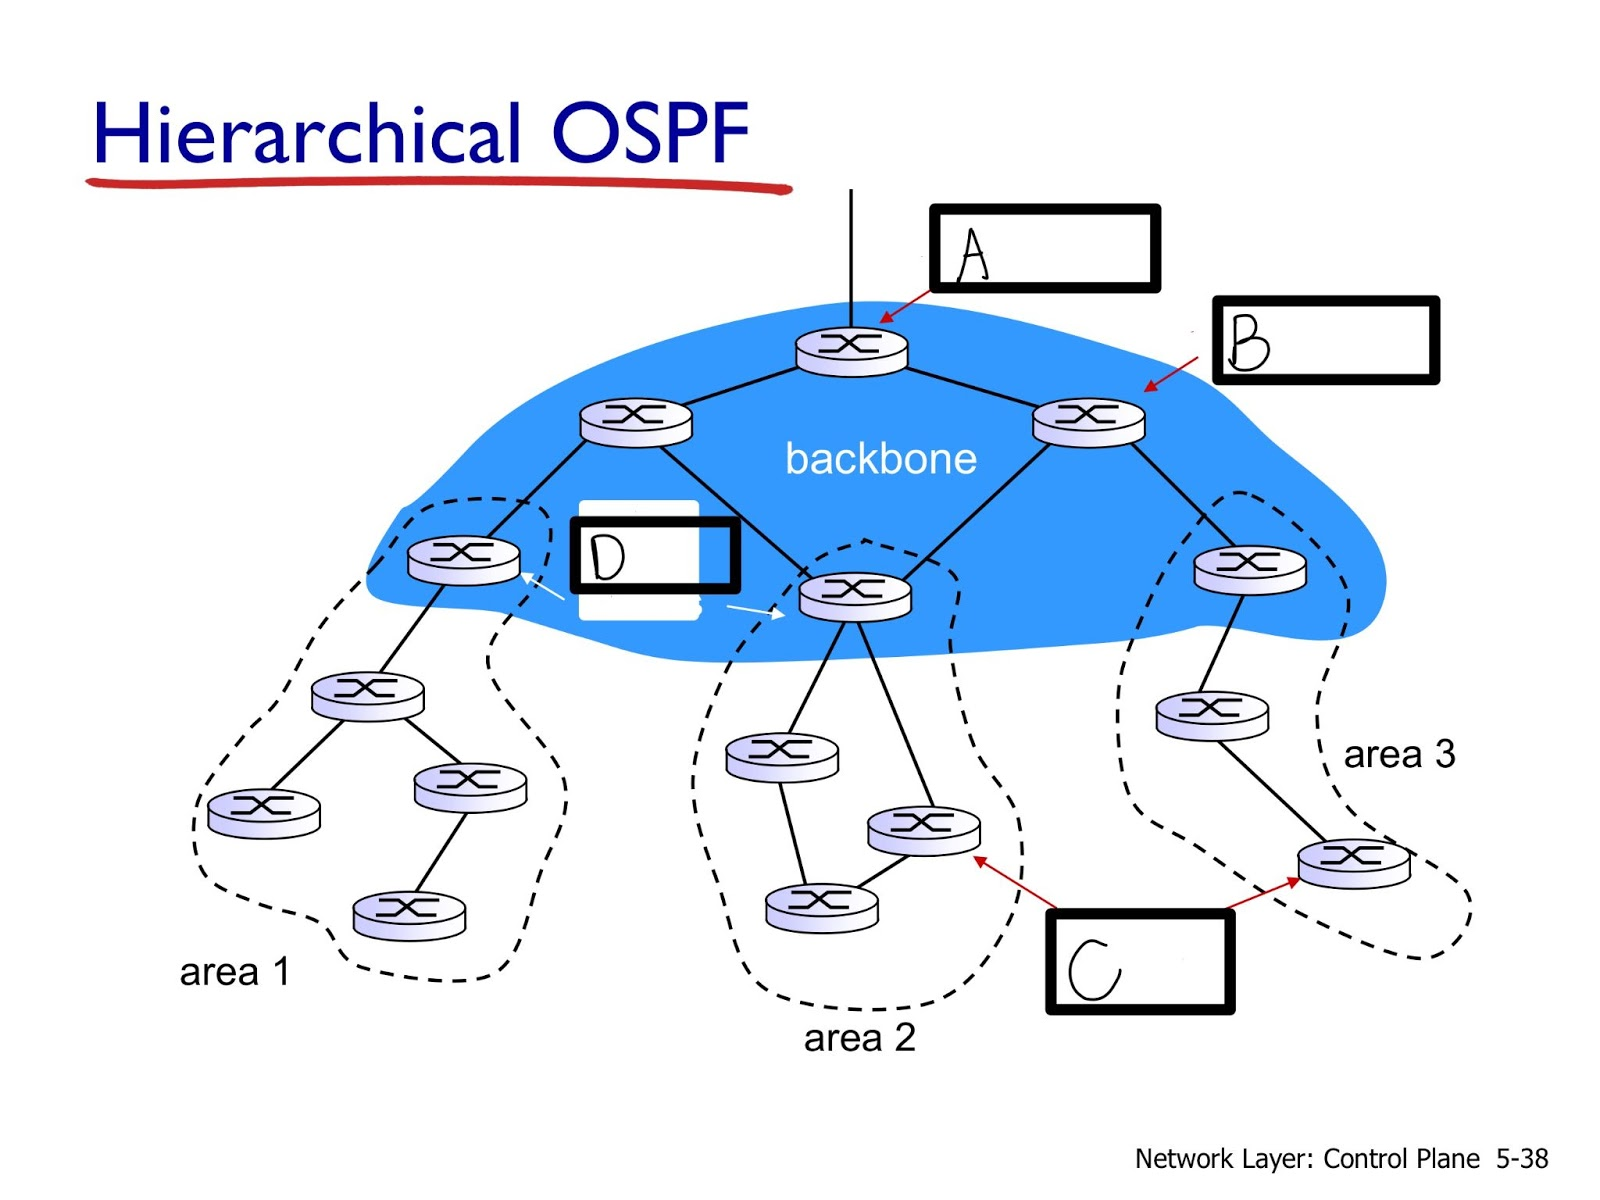 Hierarchical OSPF
A
B
backbone
D
area 3
C
area 1
area 2
Network Layer: Control Plane 5-38